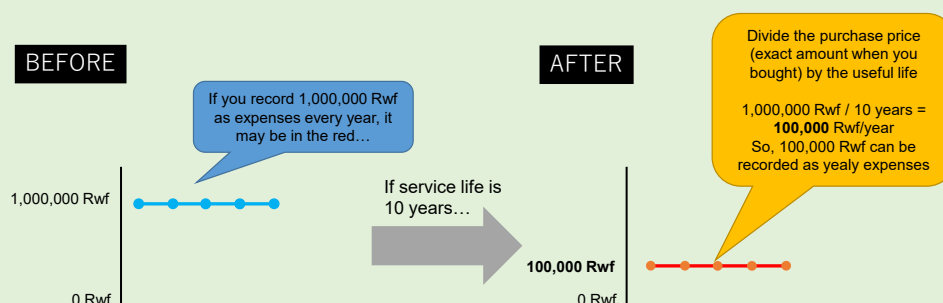 BEFORE
If you record 1,000,000 Rwf
as expenses every year, it
may be in the red…
1,000,000 Rwf
0 Rwf
If service life is
10 years…
AFTER
Divide the purchase price
(exact amount when you
bought) by the useful life
1,000,000 Rwf / 10 years =
100,000 Rwf/year
So, 100,000 Rwf can be
recorded as yealy expenses
100,000 Rwf
0 Rwf